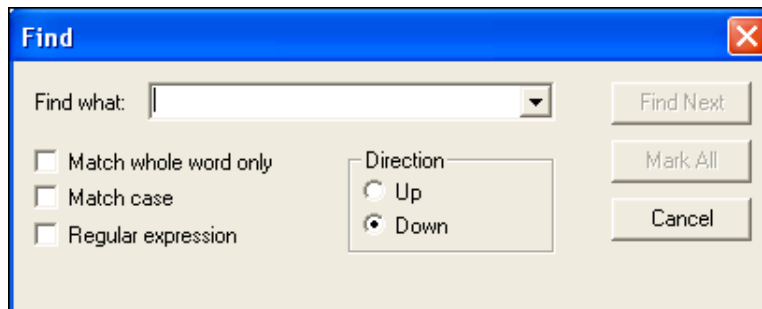 Find
Find what:
Find Next
Match whole word only
Match case
Regular expression
Direction
Up
Down
Mark All
Cancel